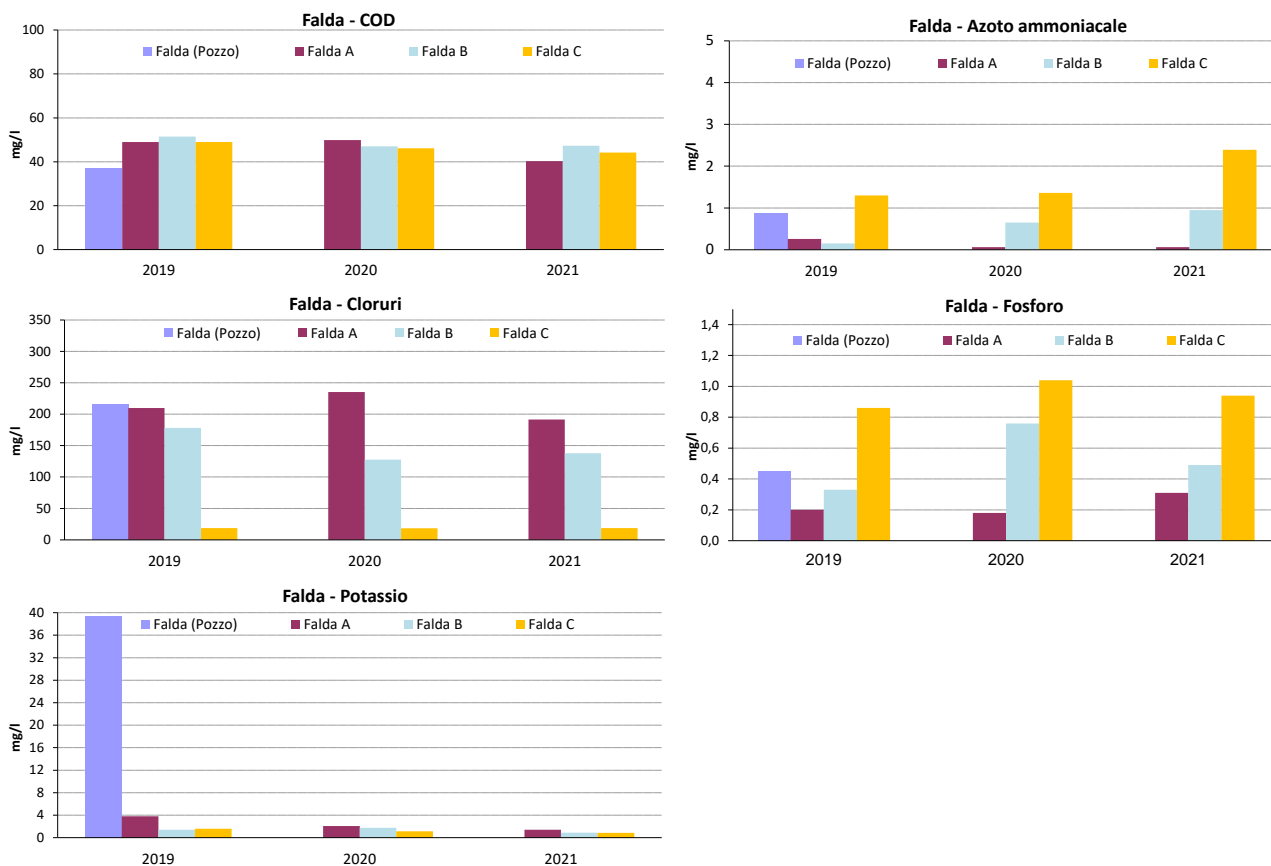 Falda - COD
Falda (Pozzo) Falda A Falda B Falda C
100
80
60
40
20
0
mg/l
2019 2020 2021
Falda - Azoto ammoniacale
Falda (Pozzo) Falda A Falda B Falda C
5
4
3
2
1
0
mg/l
2019 2020 2021
Falda - Cloruri
Falda (Pozzo) Falda A Falda B Falda C
350
300
250
200
150
100
50
0
mg/l
2019 2020 2021
Falda - Fosforo
Falda (Pozzo) Falda A Falda B Falda C
1,4
1,2
1,0
0,8
0,6
0,4
0,2
0,0
mg/l
2019 2020 2021
Falda - Potassio
Falda (Pozzo) Falda A Falda B Falda C
40
36
32
28
24
20
16
12
8
4
0
mg/l
2019 2020 2021